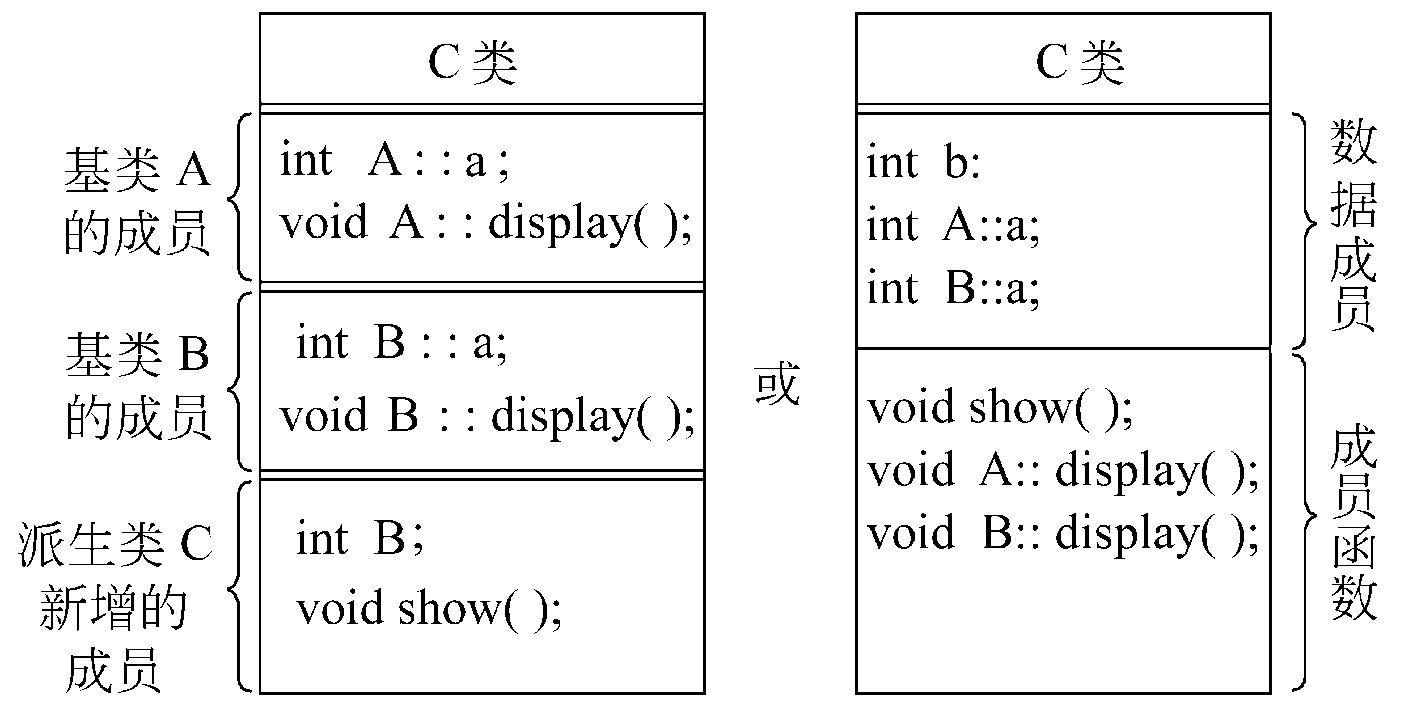 C 类
基类 A
的成员
int A : : a ;
void A : : display( );
基类 B
的成员
int B : : a;
void B : : display( );
派生类 C
新增的
成员
int B ;
void show( );
或
C 类
int b:
int A::a;
int B::a;
数据成员
void show( );
void A:: display( );
void B:: display( );
成员函数